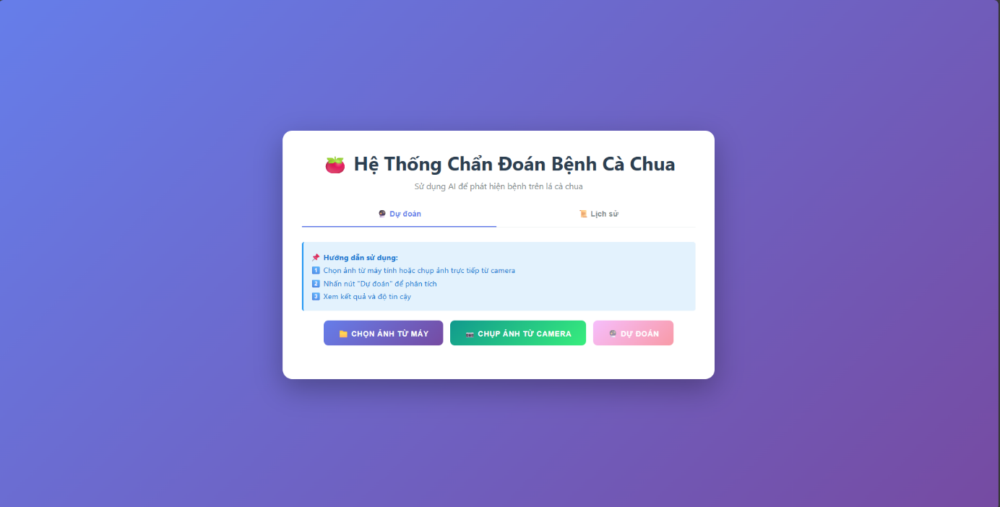 🍅 Hệ Thống Chẩn Đoán Bệnh Cà Chua
Sử dụng AI để phát hiện bệnh trên lá cà chua
🔮 Dự đoán
📜 Lịch sử
📌 Hướng dẫn sử dụng:
1️⃣ Chọn ảnh từ máy tính hoặc chụp ảnh trực tiếp từ camera
2️⃣ Nhấn nút "Dự đoán" để phân tích
3️⃣ Xem kết quả và độ tin cậy
📁 CHỌN ẢNH TỪ MÁY
📷 CHỤP ẢNH TỪ CAMERA
🔮 DỰ ĐOÁN